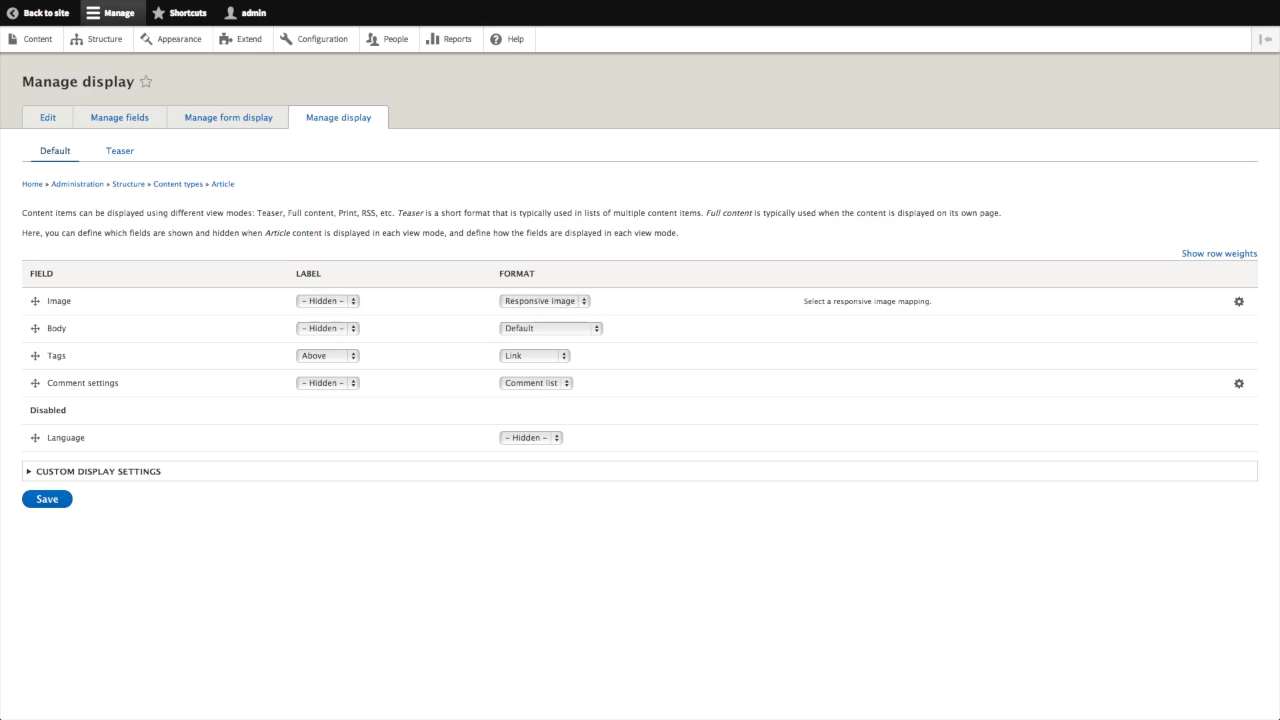 Back to site Manage Shortcuts admin
Content Structure Appearance Extend Configuration People Reports Help
Manage display
Edit Manage fields Manage form display Manage display
Default Teaser
Home » Administration » Structure » Content types » Article
Content items can be displayed using different view modes: Teaser, Full content, Print, RSS, etc. Teaser is a short format that is typically used in lists of multiple content items. Full content is typically used when the content is displayed on its own page.
Here, you can define which fields are shown and hidden when Article content is displayed in each view mode, and define how the fields are displayed in each view mode.
Show row weights
FIELD LABEL FORMAT
Image - Hidden - Responsive image Select a responsive image mapping.
Body - Hidden - Default
Tags Above Link
Comment settings - Hidden - Comment list
Disabled
Language - Hidden -
CUSTOM DISPLAY SETTINGS
Save